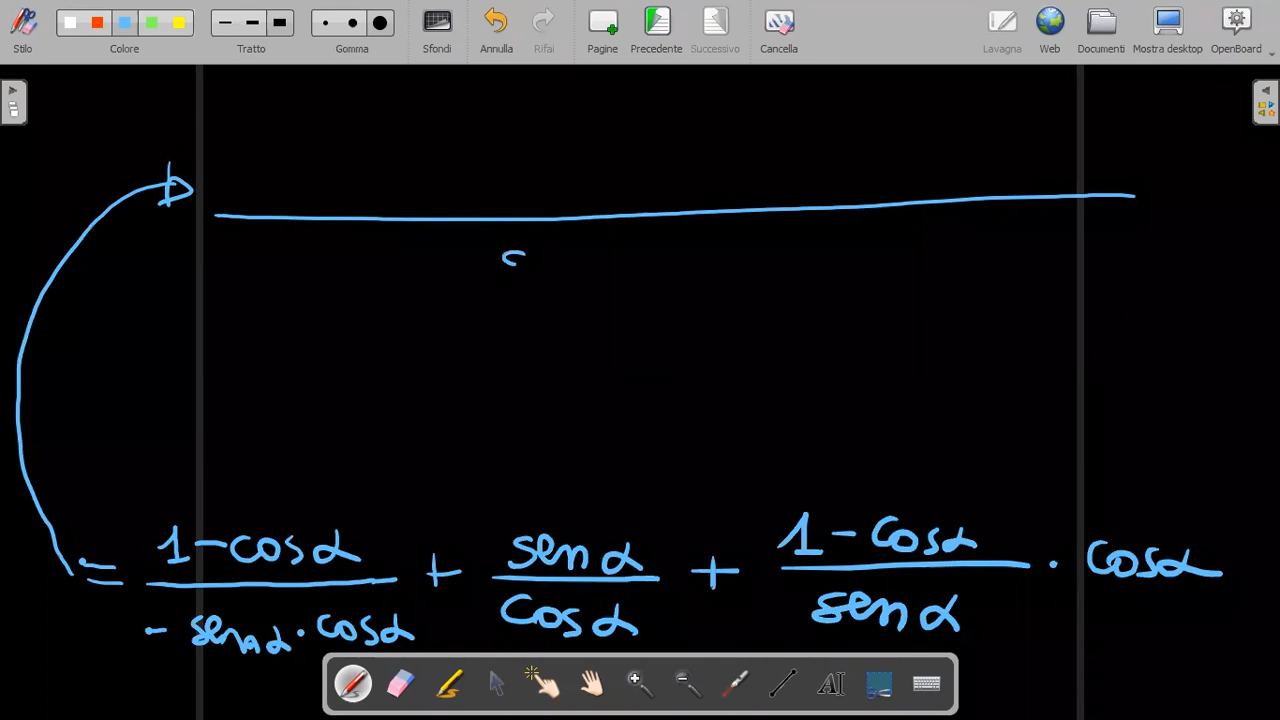 Stilo Colore Tratto Gomma Sfondi Annulla Rifai Pagine Precedente Successivo Cancella Lavagna Web Documenti Mostra desktop OpenBoard
= (1-cosα)/(-senα·cosα) + senα/cosα + (1-cosα)/senα · cosα
AI